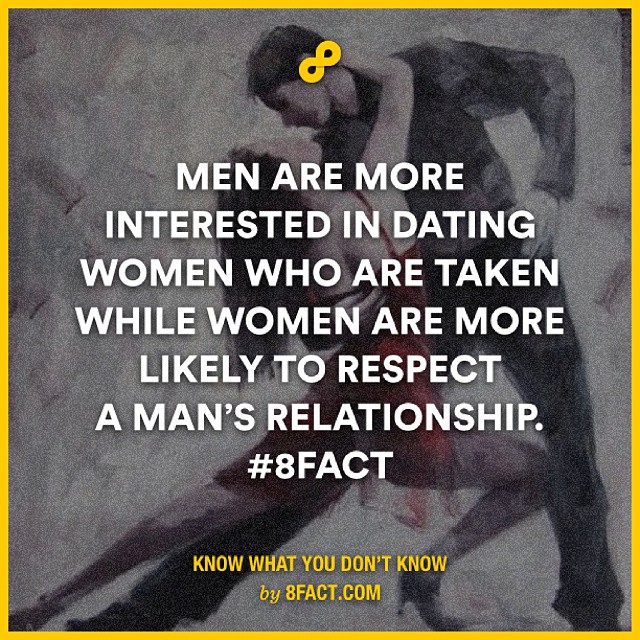 MEN ARE MORE
INTERESTED IN DATING
WOMEN WHO ARE TAKEN
WHILE WOMEN ARE MORE
LIKELY TO RESPECT
A MAN'S RELATIONSHIP.
#8FACT
KNOW WHAT YOU DON'T KNOW
by 8FACT.COM